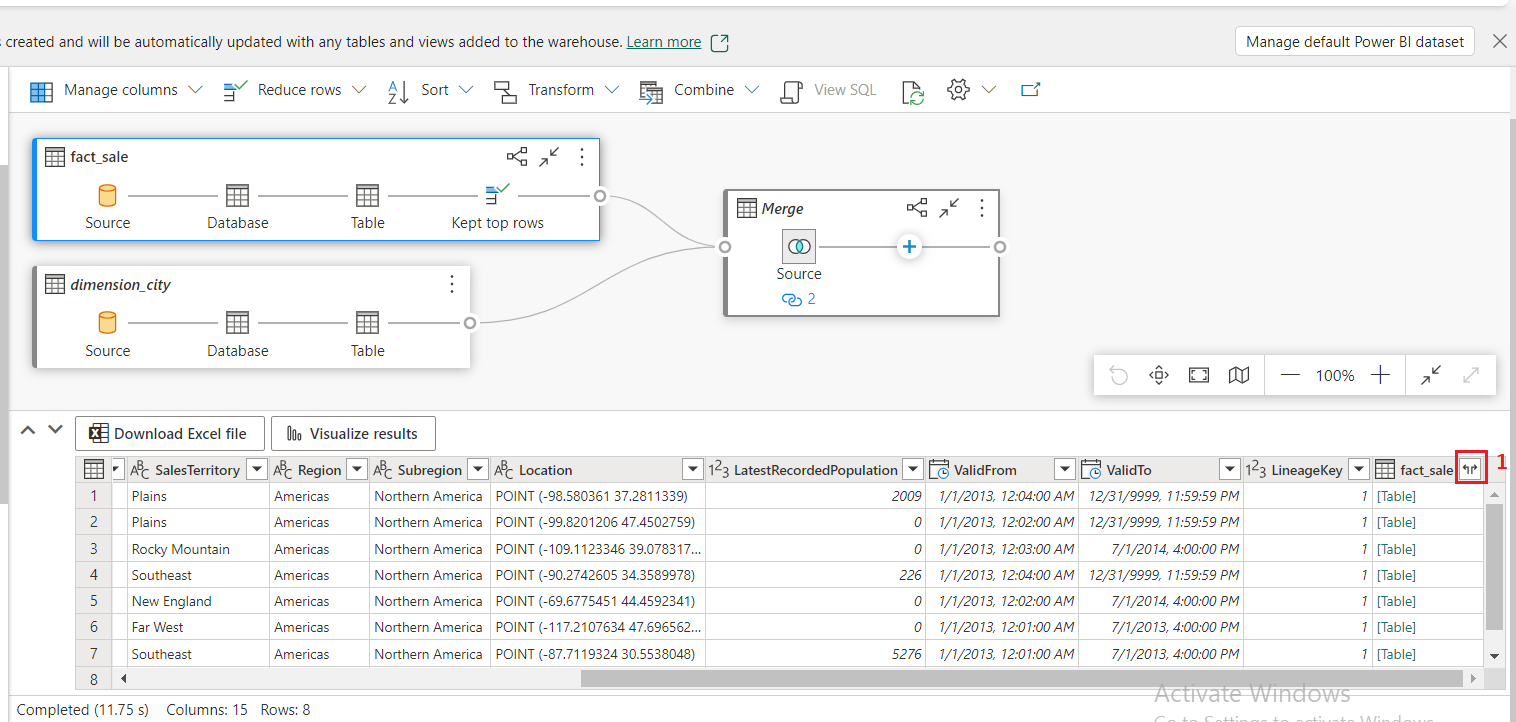 s created and will be automatically updated with any tables and views added to the warehouse. Learn more
Manage default Power BI dataset
Manage columns Reduce rows Sort Transform Combine View SQL
fact_sale
Source Database Table Kept top rows
Merge
Source
2
dimension_city
Source Database Table
100%
Download Excel file Visualize results
SalesTerritory Region Subregion Location LatestRecordedPopulation ValidFrom ValidTo LineageKey fact_sale 1
1 Plains Americas Northern America POINT (-98.580361 37.2811339) 2009 1/1/2013, 12:04:00 AM 12/31/9999, 11:59:59 PM 1 [Table]
2 Plains Americas Northern America POINT (-99.8201206 47.4502759) 0 1/1/2013, 12:02:00 AM 12/31/9999, 11:59:59 PM 1 [Table]
3 Rocky Mountain Americas Northern America POINT (-109.1123346 39.078317... 0 1/1/2013, 12:03:00 AM 7/1/2014, 4:00:00 PM 1 [Table]
4 Southeast Americas Northern America POINT (-90.2742605 34.3589978) 226 1/1/2013, 12:04:00 AM 12/31/9999, 11:59:59 PM 1 [Table]
5 New England Americas Northern America POINT (-69.6775451 44.4592341) 0 1/1/2013, 12:02:00 AM 7/1/2014, 4:00:00 PM 1 [Table]
6 Far West Americas Northern America POINT (-117.2107634 47.696562... 0 1/1/2013, 12:01:00 AM 7/1/2013, 4:00:00 PM 1 [Table]
7 Southeast Americas Northern America POINT (-87.7119324 30.5538048) 5276 1/1/2013, 12:01:00 AM 7/1/2013, 4:00:00 PM 1 [Table]
8
Activate Windows
Go to Settings to activate Windows.
Completed (11.75 s) Columns: 15 Rows: 8